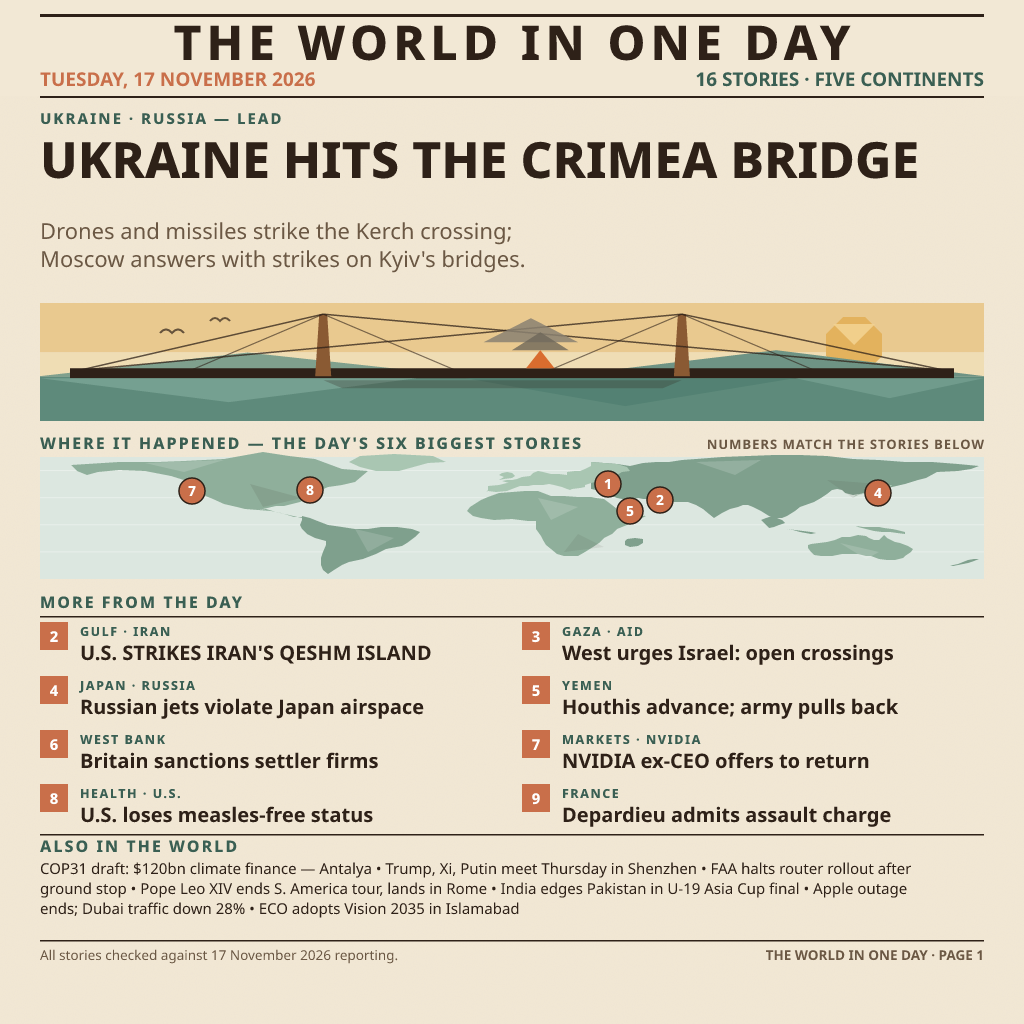 THE WORLD IN ONE DAY
TUESDAY, 17 NOVEMBER 2026
16 STORIES · FIVE CONTINENTS
UKRAINE · RUSSIA — LEAD
UKRAINE HITS THE CRIMEA BRIDGE
Drones and missiles strike the Kerch crossing;
Moscow answers with strikes on Kyiv's bridges.
WHERE IT HAPPENED — THE DAY'S SIX BIGGEST STORIES
NUMBERS MATCH THE STORIES BELOW
7
8
1
2
5
4
MORE FROM THE DAY
2
GULF · IRAN
U.S. STRIKES IRAN'S QESHM ISLAND
3
GAZA · AID
West urges Israel: open crossings
4
JAPAN · RUSSIA
Russian jets violate Japan airspace
5
YEMEN
Houthis advance; army pulls back
6
WEST BANK
Britain sanctions settler firms
7
MARKETS · NVIDIA
NVIDIA ex-CEO offers to return
8
HEALTH · U.S.
U.S. loses measles-free status
9
FRANCE
Depardieu admits assault charge
ALSO IN THE WORLD
COP31 draft: $120bn climate finance — Antalya • Trump, Xi, Putin meet Thursday in Shenzhen • FAA halts router rollout after
ground stop • Pope Leo XIV ends S. America tour, lands in Rome • India edges Pakistan in U-19 Asia Cup final • Apple outage
ends; Dubai traffic down 28% • ECO adopts Vision 2035 in Islamabad
All stories checked against 17 November 2026 reporting.
THE WORLD IN ONE DAY · PAGE 1